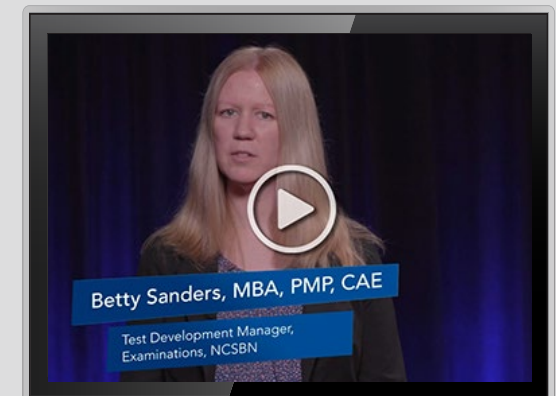 Betty Sanders, MBA, PMP, CAE
Test Development Manager,
Examinations, NCSBN